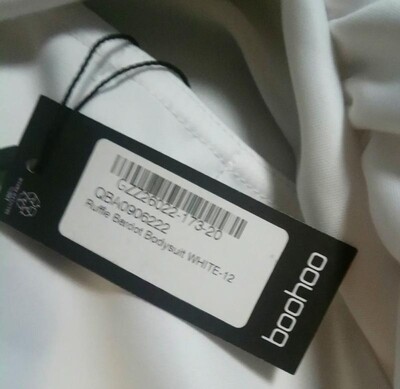 GZZ26022-173-20
QBA0906222
Ruffle Bardot Bodysuit WHITE-12
boohoo